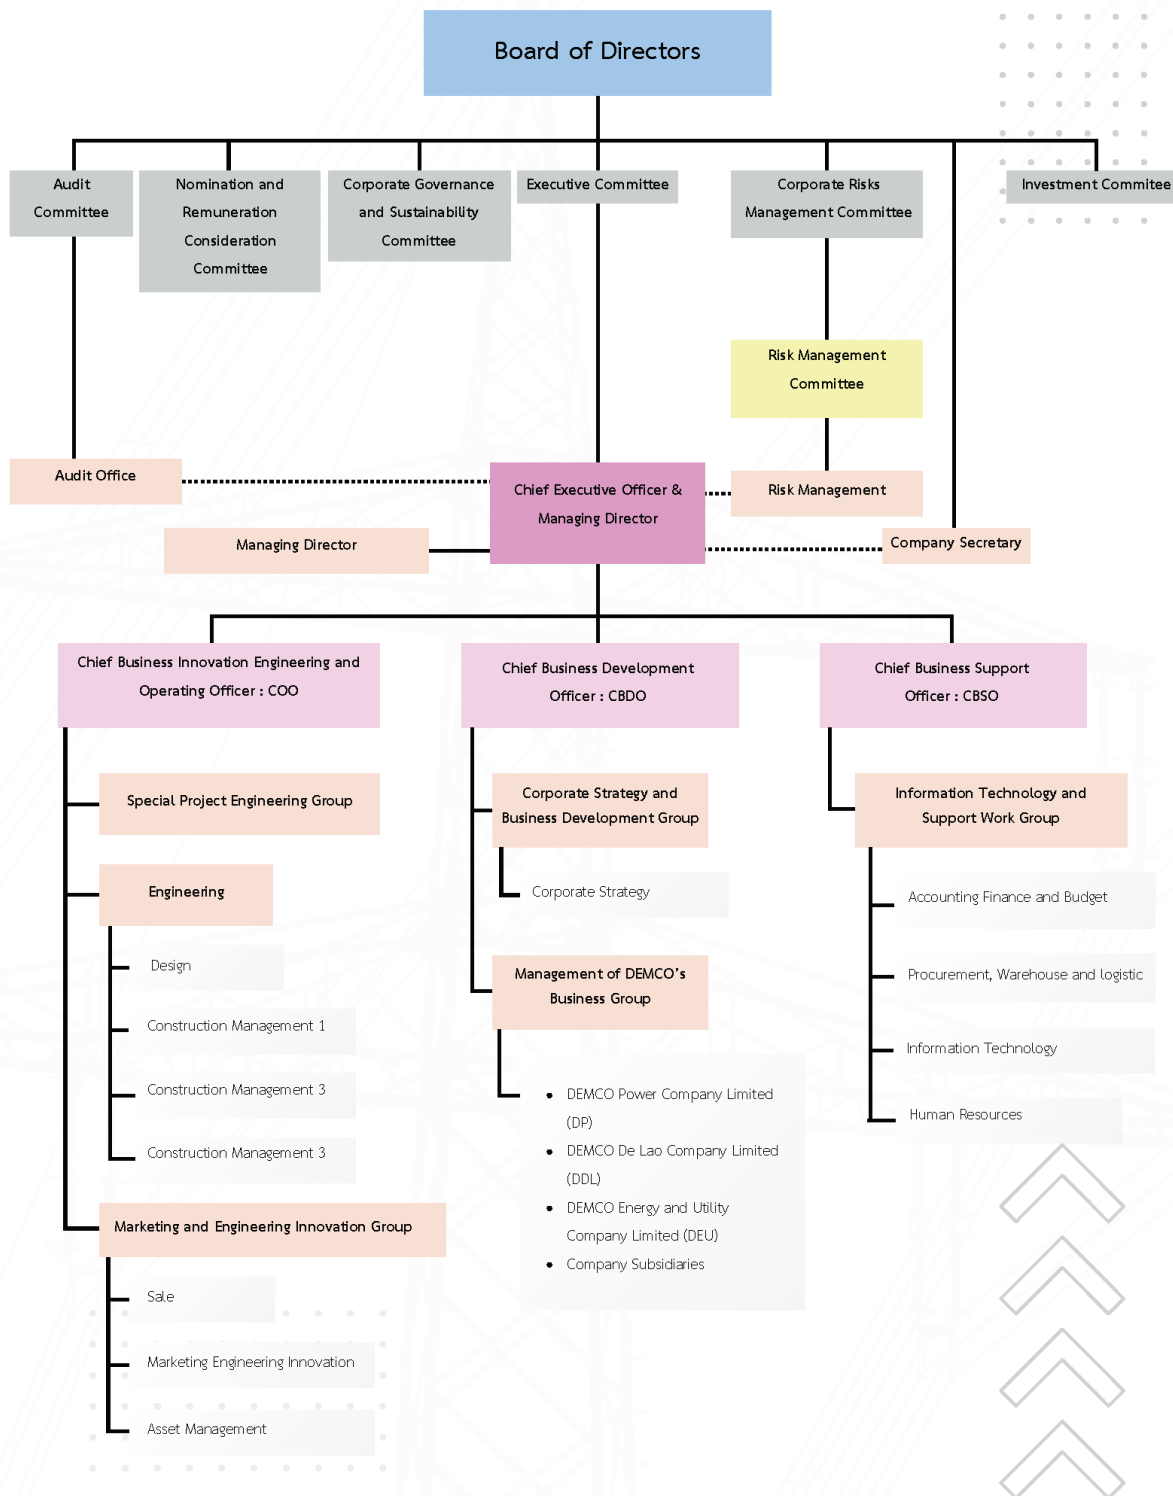 Board of Directors
Audit
Committee
Nomination and
Remuneration
Consideration
Committee
Corporate Governance
and Sustainability
Committee
Executive Committee
Corporate Risks
Management Committee
Investment Commitee
Risk Management
Committee
Audit Office
Chief Executive Officer &
Managing Director
Risk Management
Managing Director
Company Secretary
Chief Business Innovation Engineering and
Operating Officer : COO
Special Project Engineering Group
Engineering
Design
Construction Management 1
Construction Management 3
Construction Management 3
Marketing and Engineering Innovation Group
Sale
Marketing Engineering Innovation
Asset Management
Chief Business Development
Officer : CBDO
Corporate Strategy and
Business Development Group
Corporate Strategy
Management of DEMCO's
Business Group
• DEMCO Power Company Limited
(DP)
• DEMCO De Lao Company Limited
(DDL)
• DEMCO Energy and Utility
Company Limited (DEU)
• Company Subsidiaries
Chief Business Support
Officer : CBSO
Information Technology and
Support Work Group
Accounting Finance and Budget
Procurement, Warehouse and logistic
Information Technology
Human Resources